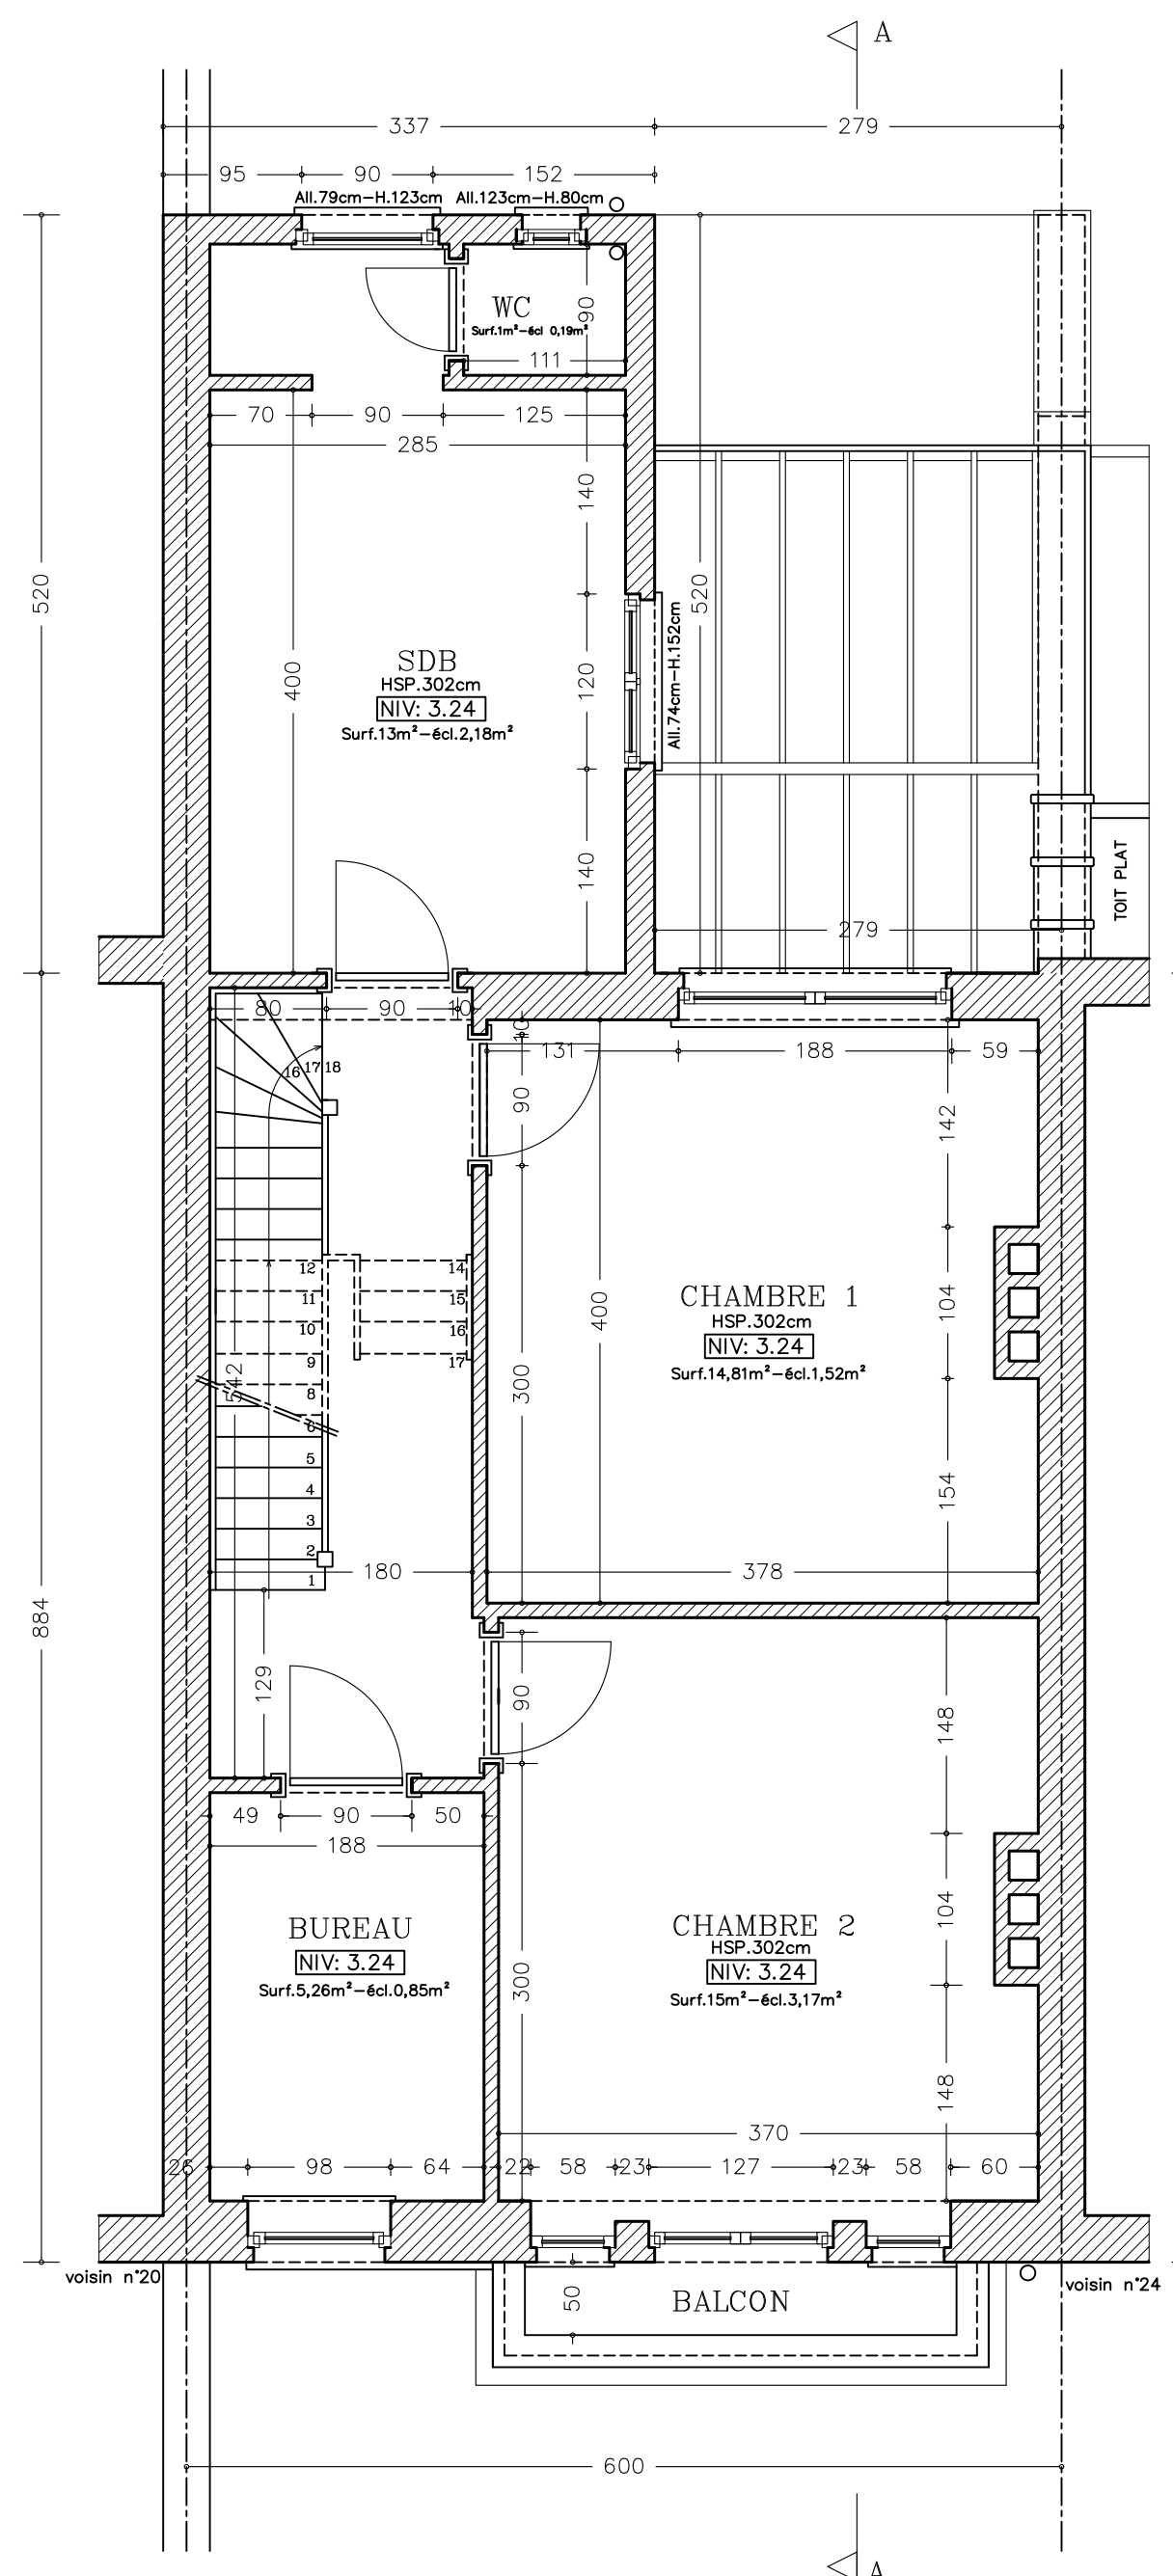 A
337
279
95
90
152
All.79cm-H.123cm
All.123cm-H.80cm
WC
Surf.1m²-écl 0,19m²
90
111
70
90
125
285
140
520
520
400
120
All.74cm-H.152cm
SDB
HSP.302cm
NIV: 3.24
Surf.13m²-écl.2,18m²
140
TOIT PLAT
279
80
90
10
10
131
188
59
16
17
18
90
142
12
14
11
15
10
16
9
17
8
6
5
4
3
2
1
542
400
300
104
CHAMBRE 1
HSP.302cm
NIV: 3.24
Surf.14,81m²-écl.1,52m²
154
180
378
884
129
90
148
49
90
50
188
BUREAU
NIV: 3.24
Surf.5,26m²-écl.0,85m²
CHAMBRE 2
HSP.302cm
NIV: 3.24
Surf.15m²-écl.3,17m²
104
300
148
370
26
98
64
22
58
23
127
23
58
60
voisin n°20
voisin n°24
50
BALCON
600
A